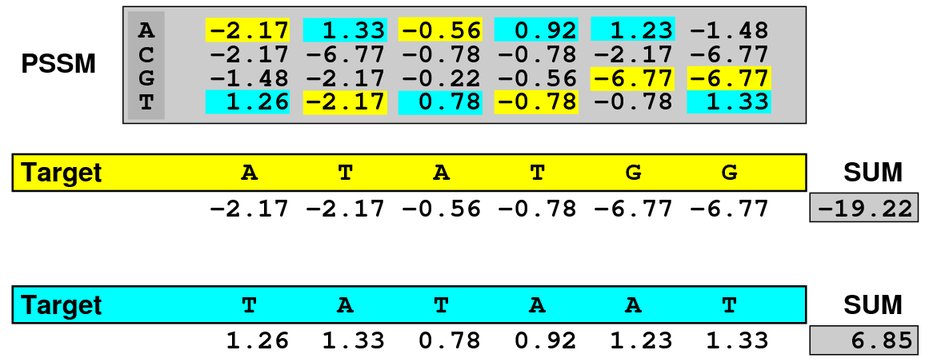 A −2.17 1.33 −0.56 0.92 1.23 −1.48
C −2.17 −6.77 −0.78 −0.78 −2.17 −6.77
PSSM
G −1.48 −2.17 −0.22 −0.56 −6.77 −6.77
T 1.26 −2.17 0.78 −0.78 −0.78 1.33
Target A T A T G G SUM
−2.17 −2.17 −0.56 −0.78 −6.77 −6.77 −19.22
Target T A T A A T SUM
1.26 1.33 0.78 0.92 1.23 1.33 6.85